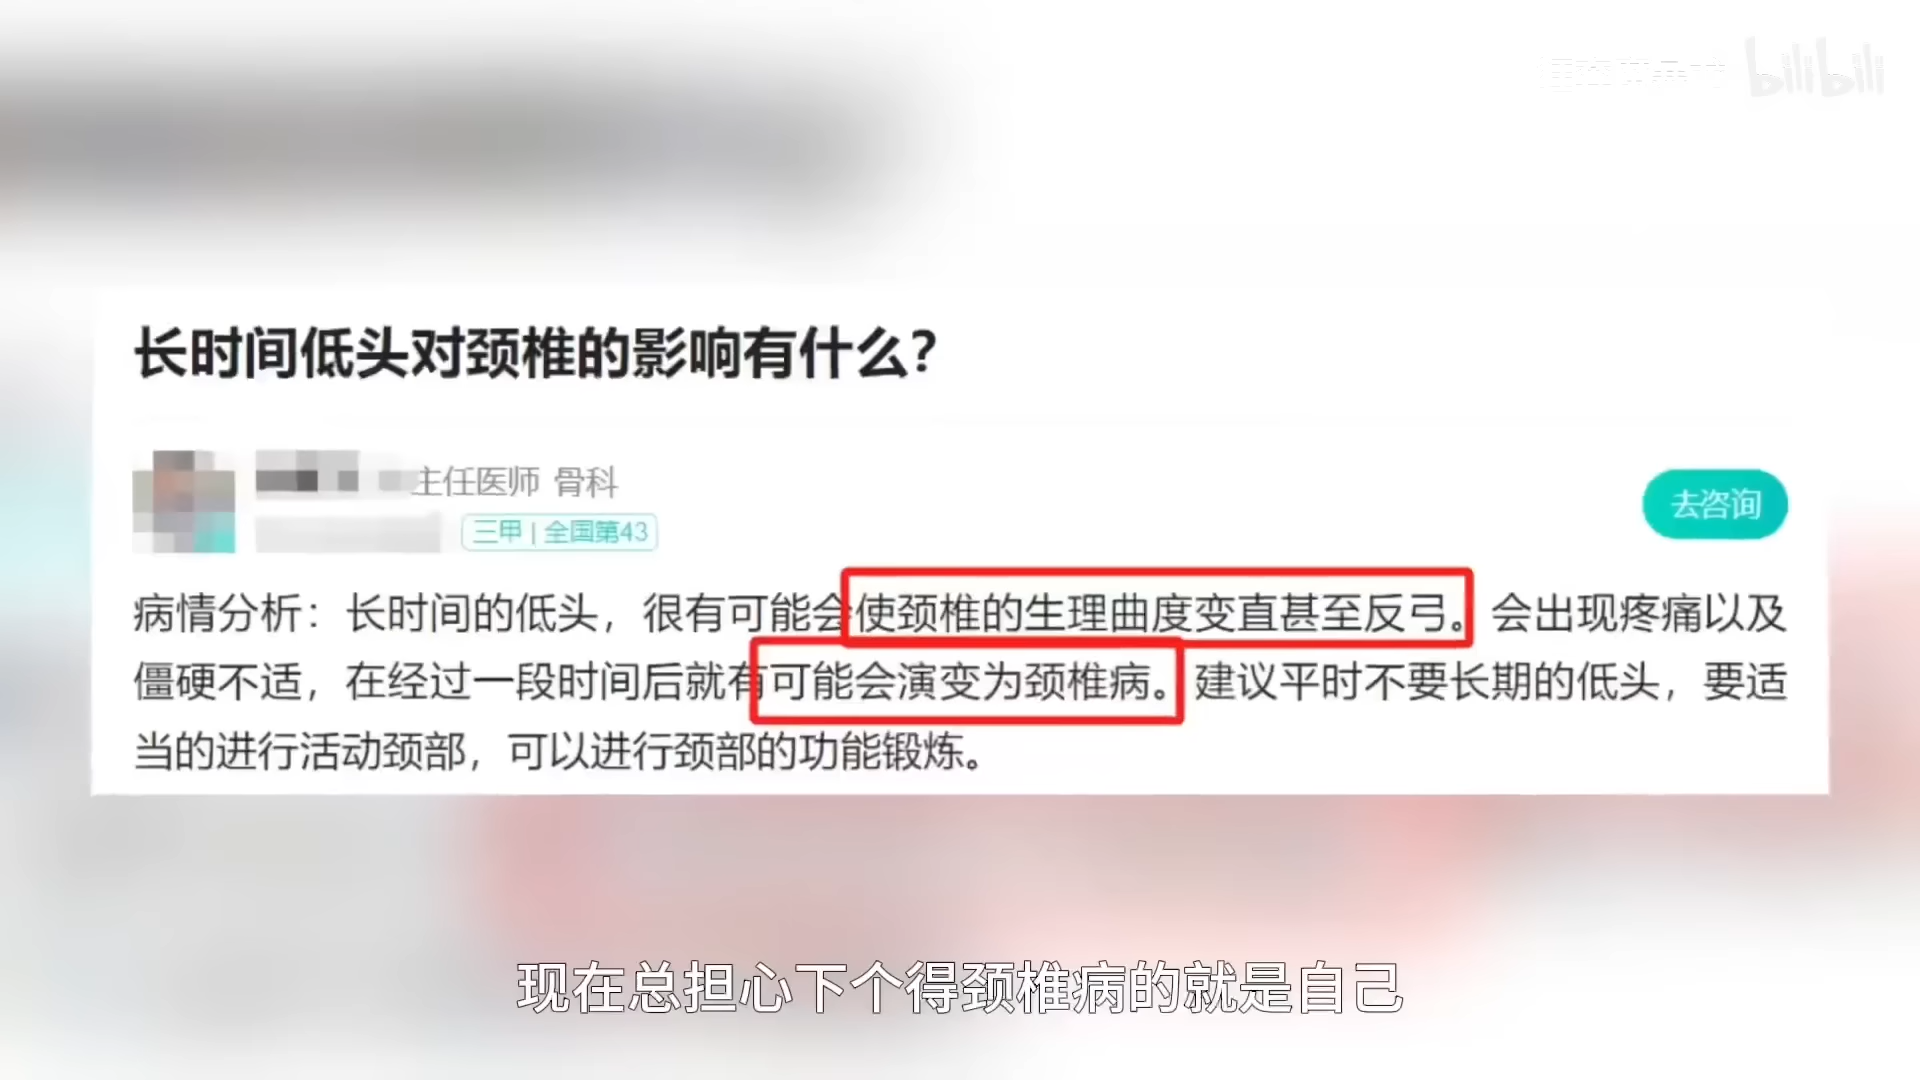 bilibili
长时间低头对颈椎的影响有什么？
主任医师 骨科
三甲 | 全国第43
去咨询
病情分析：长时间的低头，很有可能会使颈椎的生理曲度变直甚至反弓。会出现疼痛以及
僵硬不适，在经过一段时间后就有可能会演变为颈椎病。建议平时不要长期的低头，要适
当的进行活动颈部，可以进行颈部的功能锻炼。
现在总担心下个得颈椎病的就是自己